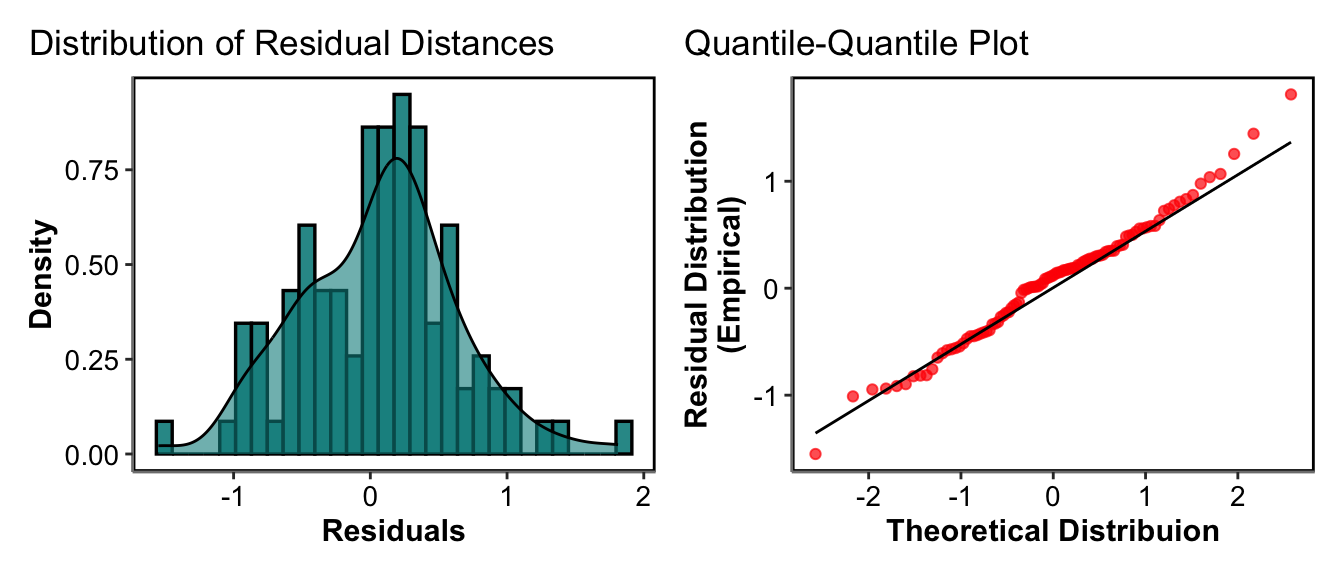 Distribution of Residual Distances
Density
0.75
0.50
0.25
0.00
-1 0 1 2
Residuals
Quantile-Quantile Plot
Residual Distribution
(Empirical)
1
0
-1
-2 -1 0 1 2
Theoretical Distribuion